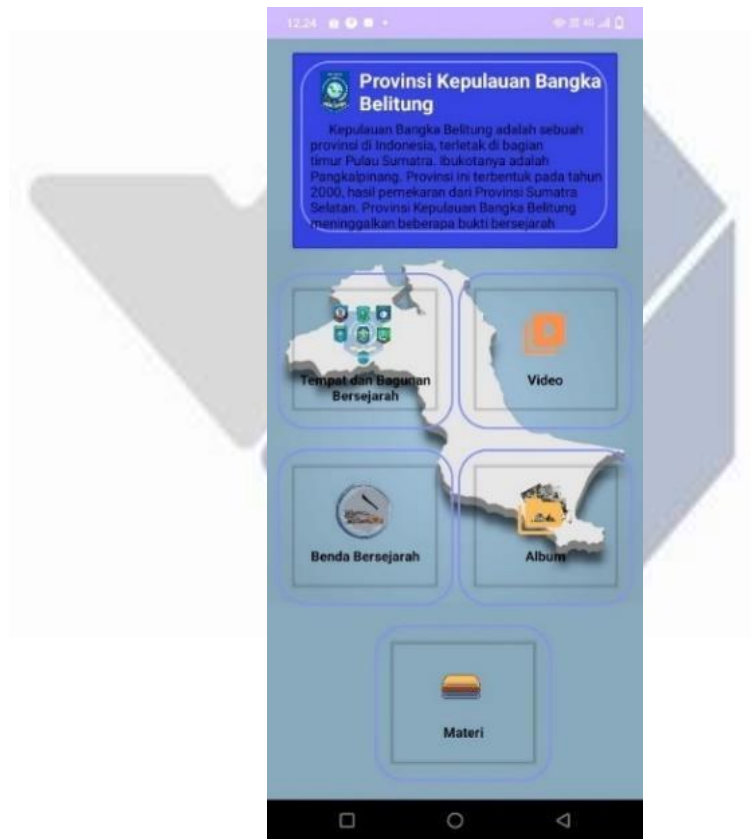 12.24
Provinsi Kepulauan Bangka
Belitung
Kepulauan Bangka Belitung adalah sebuah
provinsi di Indonesia, terletak di bagian
timur Pulau Sumatra. Ibukotanya adalah
Pangkalpinang. Provinsi ini terbentuk pada tahun
2000, hasil pemekaran dari Provinsi Sumatra
Selatan. Provinsi Kepulauan Bangka Belitung
meninggalkan beberapa bukti bersejarah
Tempat dan Bagunan
Bersejarah
Video
Benda Bersejarah
Album
Materi